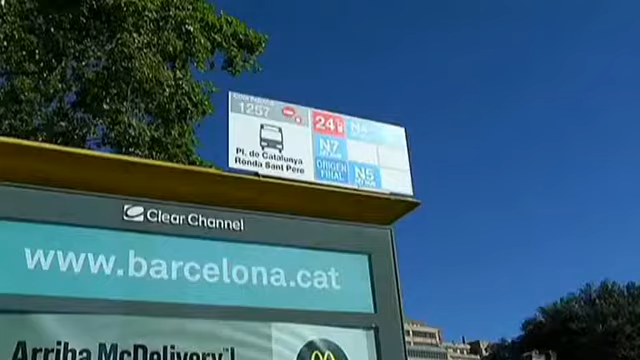 1257
Pl. de Catalunya
Ronda Sant Pere
24
N4
N7
ORIGEN
FINAL
N5
Clear Channel
www.barcelona.cat
Arriba McDelivery